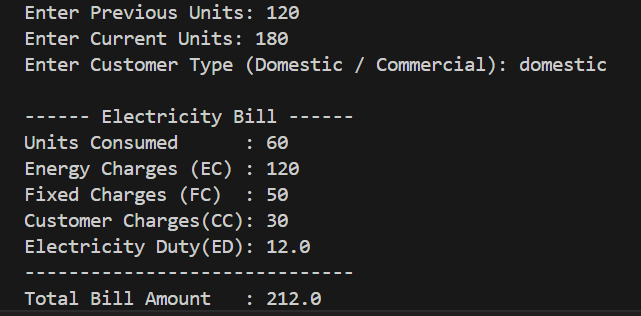 Enter Previous Units: 120
Enter Current Units: 180
Enter Customer Type (Domestic / Commercial): domestic
------ Electricity Bill ------
Units Consumed      : 60
Energy Charges (EC) : 120
Fixed Charges (FC)  : 50
Customer Charges(CC): 30
Electricity Duty(ED): 12.0
------------------------------
Total Bill Amount   : 212.0